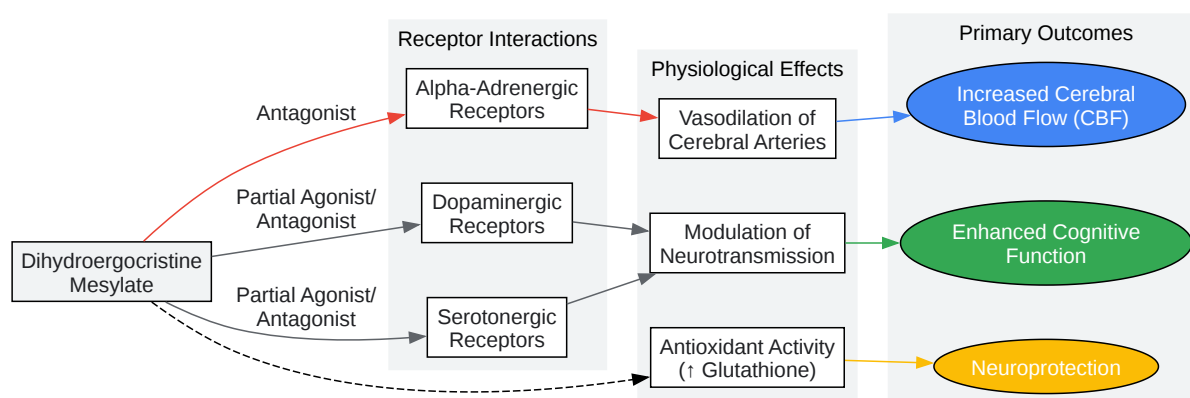 Dihydroergocristine
Mesylate
Antagonist
Partial Agonist/
Antagonist
Partial Agonist/
Antagonist
Receptor Interactions
Alpha-Adrenergic
Receptors
Dopaminergic
Receptors
Serotonergic
Receptors
Physiological Effects
Vasodilation of
Cerebral Arteries
Modulation of
Neurotransmission
Antioxidant Activity
(↑ Glutathione)
Primary Outcomes
Increased Cerebral
Blood Flow (CBF)
Enhanced Cognitive
Function
Neuroprotection